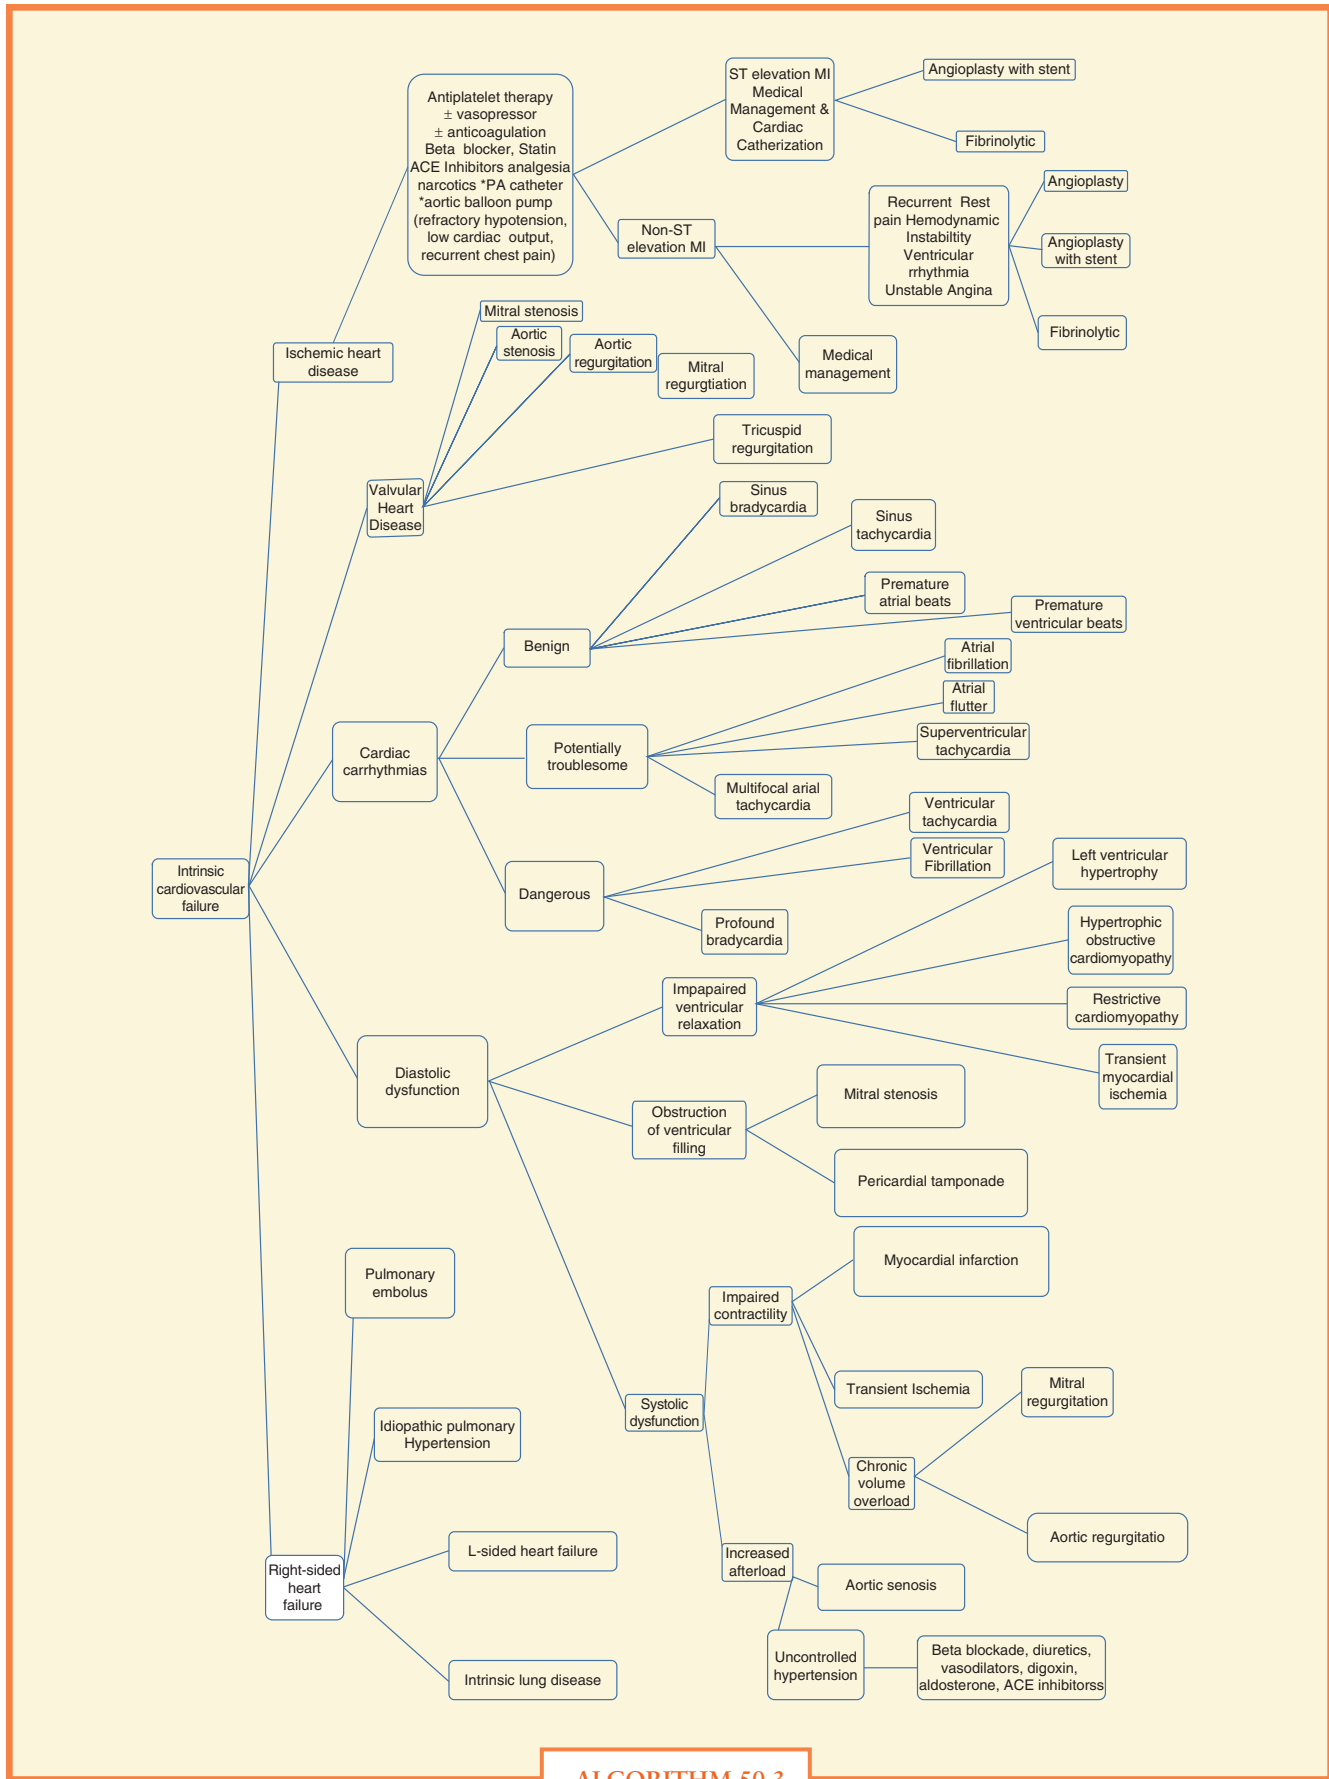 Antiplatelet therapy
± vasopressor
± anticoagulation
Beta blocker, Statin
ACE Inhibitors analgesia
narcotics *PA catheter
*aortic balloon pump
(refractory hypotension,
low cardiac output,
recurrent chest pain)
ST elevation MI
Medical
Management &
Cardiac
Catherization
Angioplasty with stent
Fibrinolytic
Non-ST
elevation MI
Recurrent Rest
pain Hemodynamic
Instabiltity
Ventricular
rrhythmia
Unstable Angina
Angioplasty
Angioplasty
with stent
Fibrinolytic
Medical
management
Ischemic heart
disease
Mitral stenosis
Aortic
stenosis
Aortic
regurgitation
Mitral
regurgtiation
Tricuspid
regurgitation
Valvular
Heart
Disease
Sinus
bradycardia
Sinus
tachycardia
Premature
atrial beats
Premature
ventricular beats
Benign
Atrial
fibrillation
Atrial
flutter
Superventricular
tachycardia
Cardiac
carrhythmias
Potentially
troublesome
Multifocal arial
tachycardia
Ventricular
tachycardia
Ventricular
Fibrillation
Dangerous
Profound
bradycardia
Intrinsic
cardiovascular
failure
Left ventricular
hypertrophy
Hypertrophic
obstructive
cardiomyopathy
Impapaired
ventricular
relaxation
Restrictive
cardiomyopathy
Transient
myocardial
ischemia
Diastolic
dysfunction
Obstruction
of ventricular
filling
Mitral stenosis
Pericardial tamponade
Myocardial infarction
Pulmonary
embolus
Impaired
contractility
Transient Ischemia
Mitral
regurgitation
Systolic
dysfunction
Idiopathic pulmonary
Hypertension
Chronic
volume
overload
Aortic regurgitatio
L-sided heart failure
Increased
afterload
Right-sided
heart
failure
Aortic senosis
Intrinsic lung disease
Uncontrolled
hypertension
Beta blockade, diuretics,
vasodilators, digoxin,
aldosterone, ACE inhibitorss
ALGORITHM 50-3